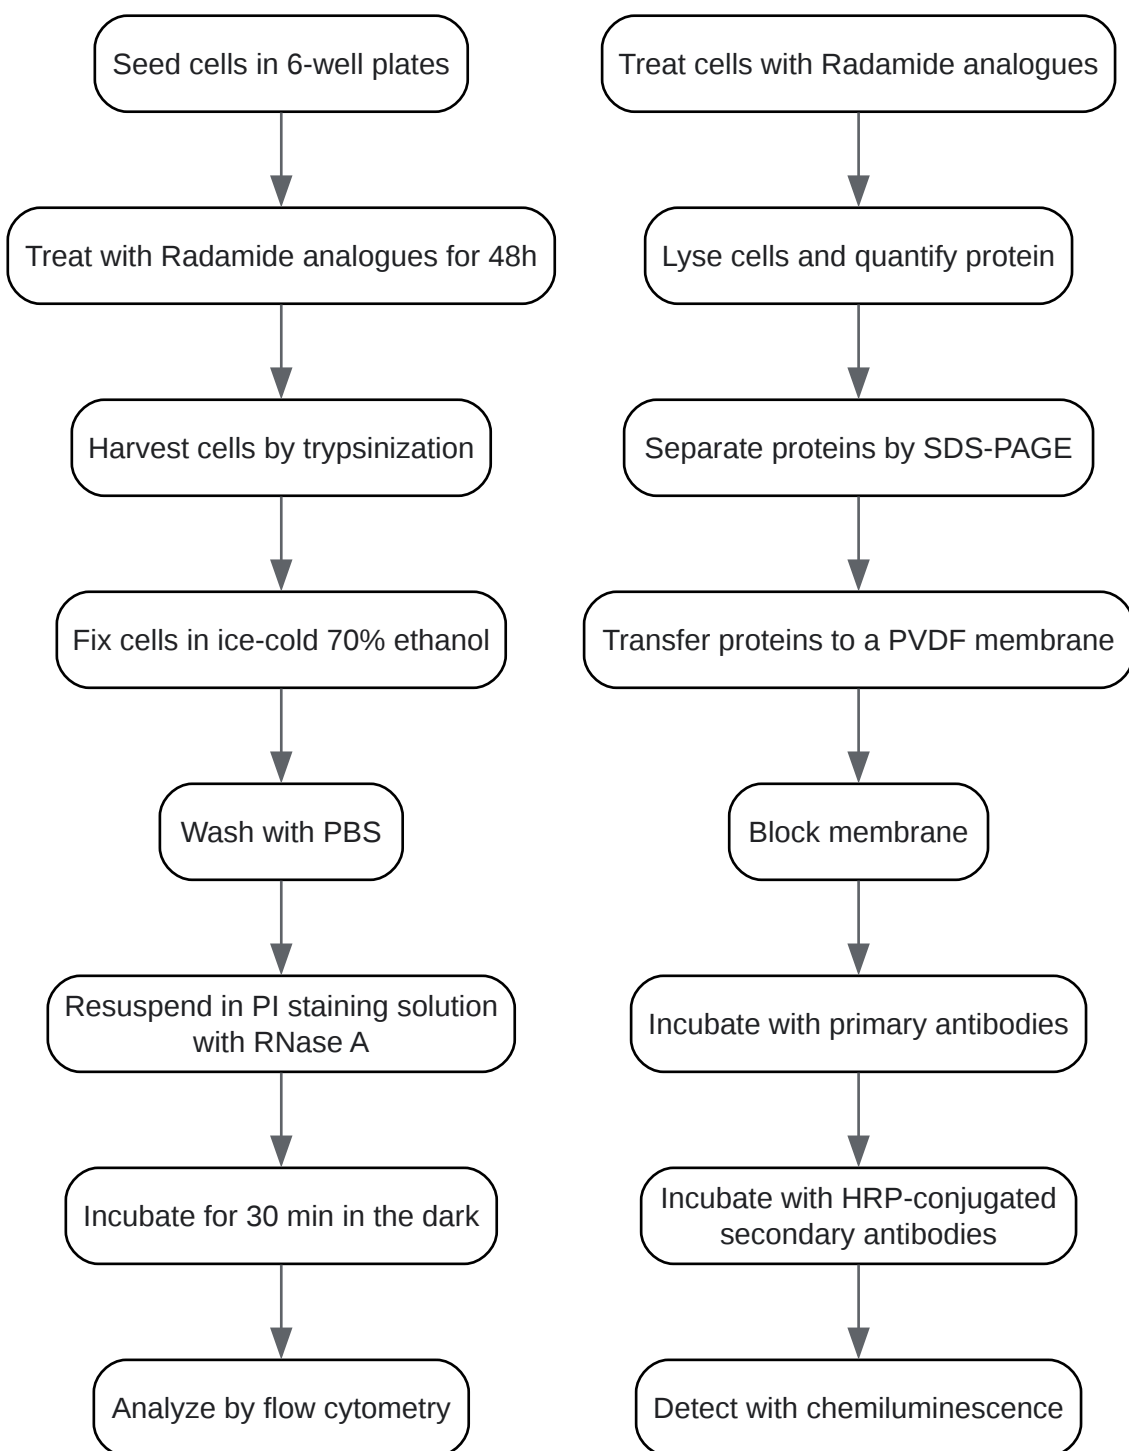 Seed cells in 6-well plates
Treat with Radamide analogues for 48h
Harvest cells by trypsinization
Fix cells in ice-cold 70% ethanol
Wash with PBS
Resuspend in PI staining solution
with RNase A
Incubate for 30 min in the dark
Analyze by flow cytometry
Treat cells with Radamide analogues
Lyse cells and quantify protein
Separate proteins by SDS-PAGE
Transfer proteins to a PVDF membrane
Block membrane
Incubate with primary antibodies
Incubate with HRP-conjugated
secondary antibodies
Detect with chemiluminescence